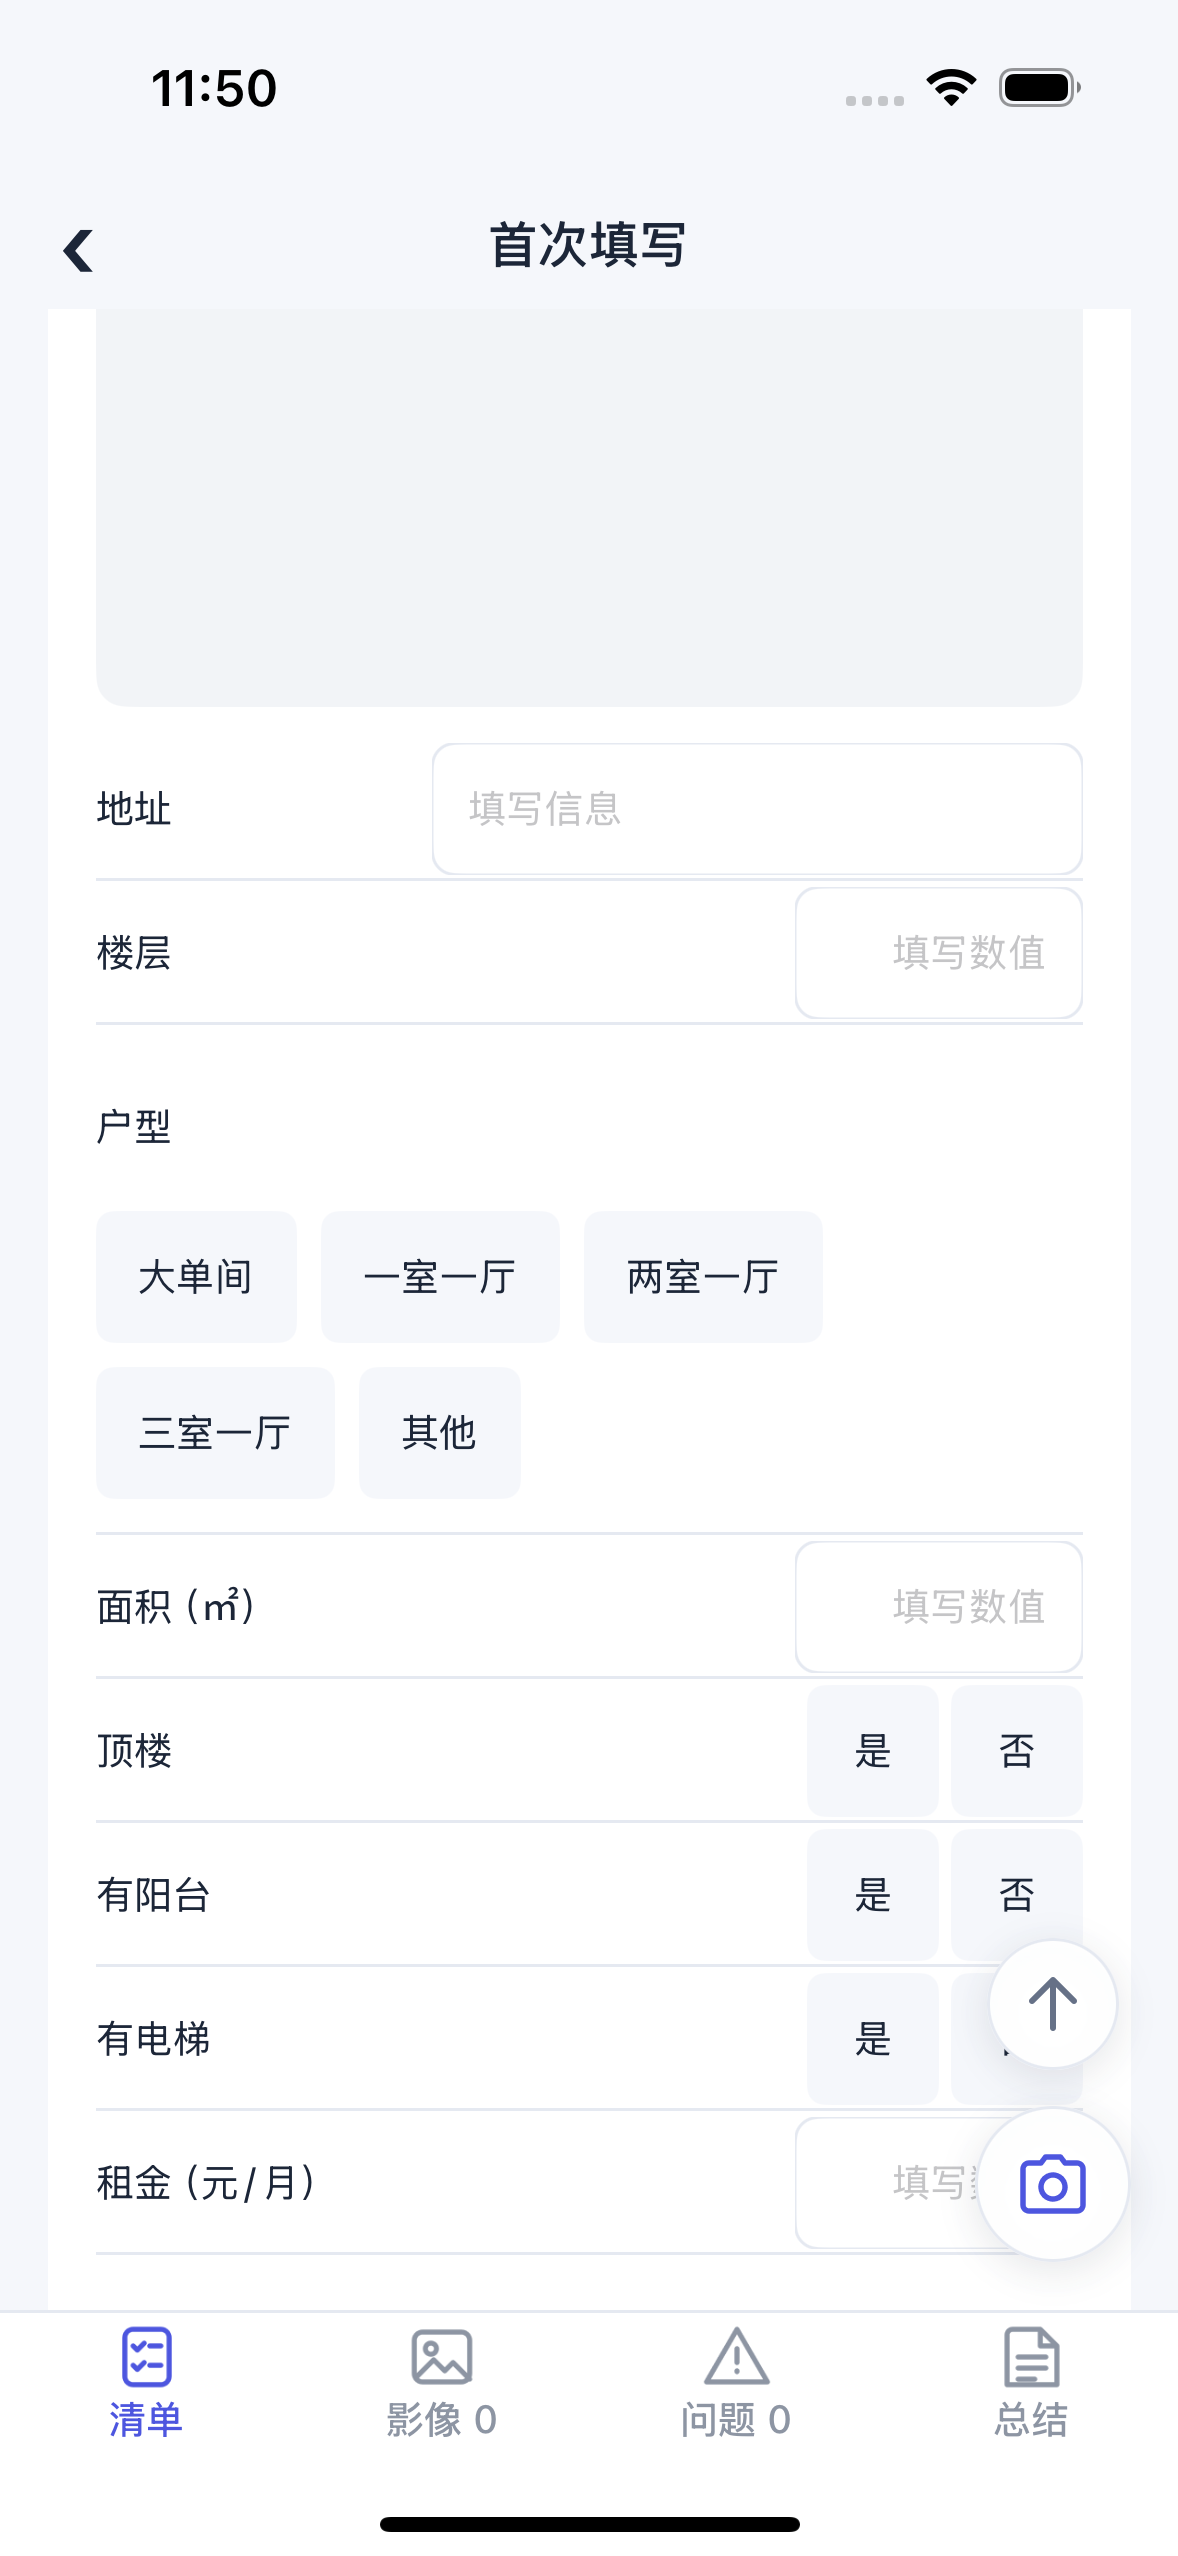 11:50
首次填写
地址 填写信息
楼层 填写数值
户型
大单间 一室一厅 两室一厅
三室一厅 其他
面积（㎡） 填写数值
顶楼 是 否
有阳台 是 否
有电梯 是
租金（元/月） 填写
清单 影像 0 问题 0 总结